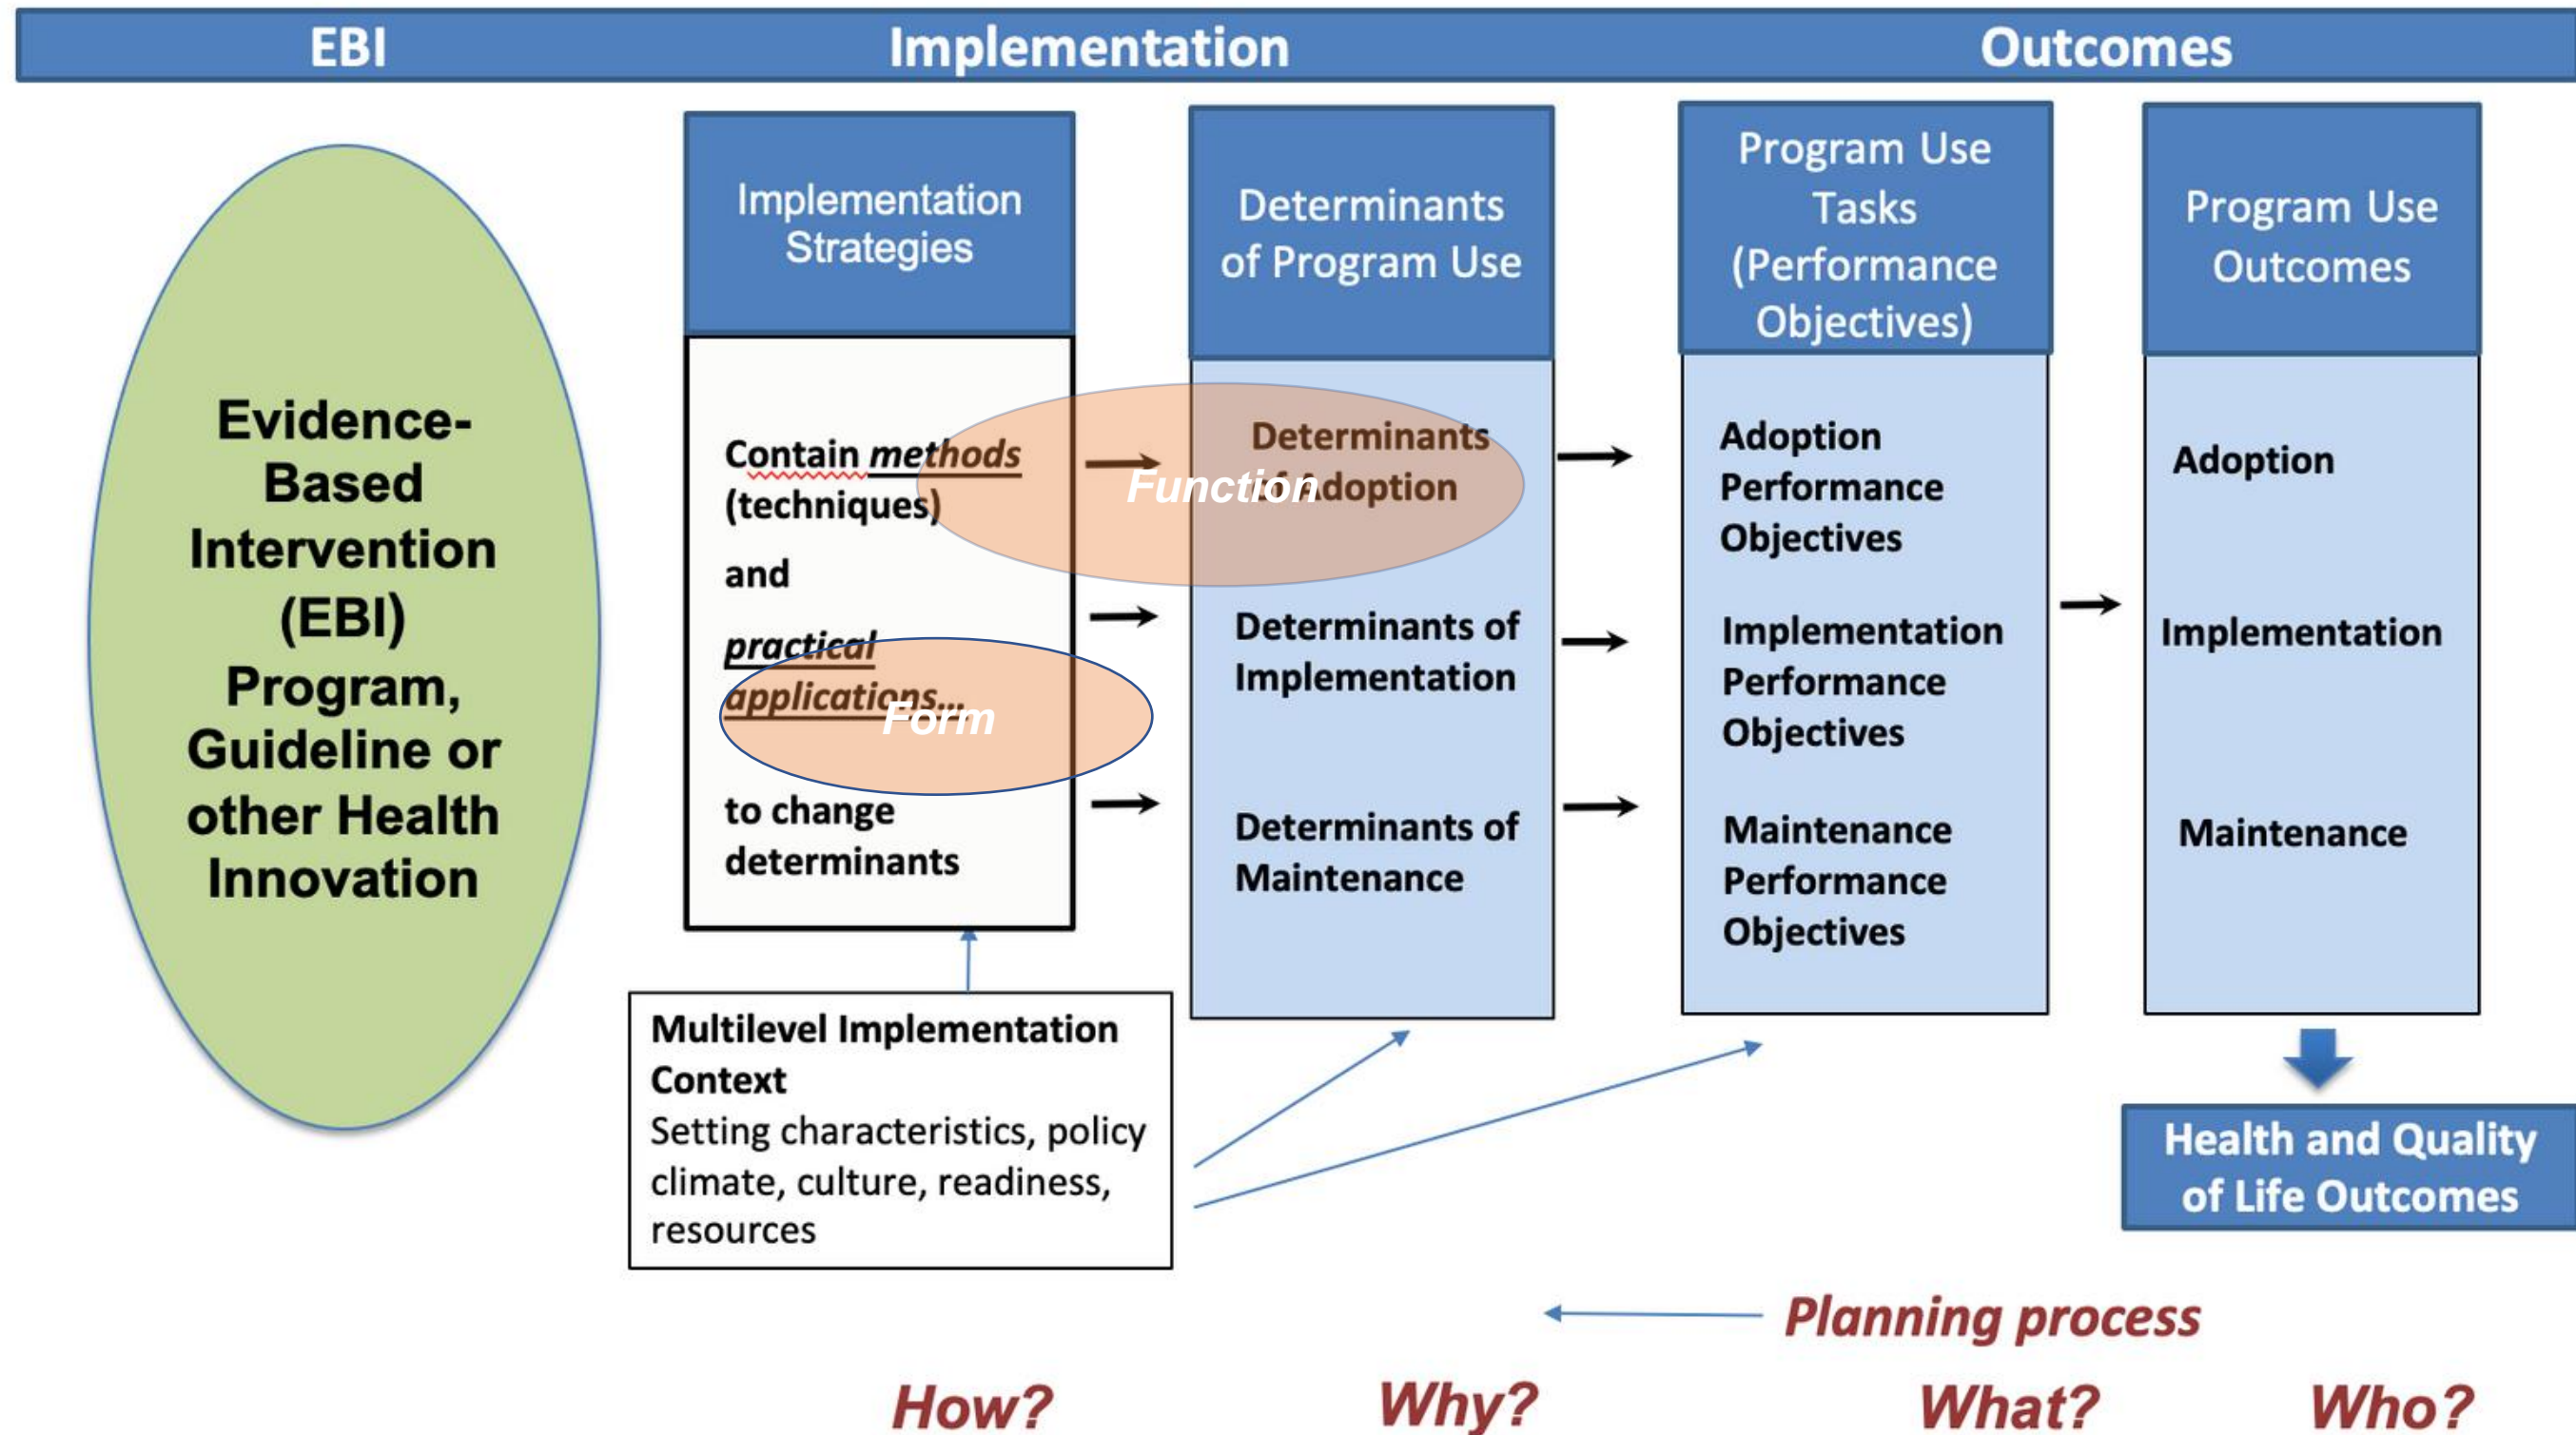 EBI
Implementation
Outcomes
Evidence-
Based
Intervention
(EBI)
Program,
Guideline or
other Health
Innovation
Implementation
Strategies
Contain methods
(techniques)
and
practical
applications...
to change
determinants
Function
Form
Determinants
of Program Use
Determinants
of Adoption
Determinants of
Implementation
Determinants of
Maintenance
Program Use
Tasks
(Performance
Objectives)
Adoption
Performance
Objectives
Implementation
Performance
Objectives
Maintenance
Performance
Objectives
Program Use
Outcomes
Adoption
Implementation
Maintenance
Multilevel Implementation
Context
Setting characteristics, policy
climate, culture, readiness,
resources
Health and Quality
of Life Outcomes
Planning process
How?
Why?
What?
Who?